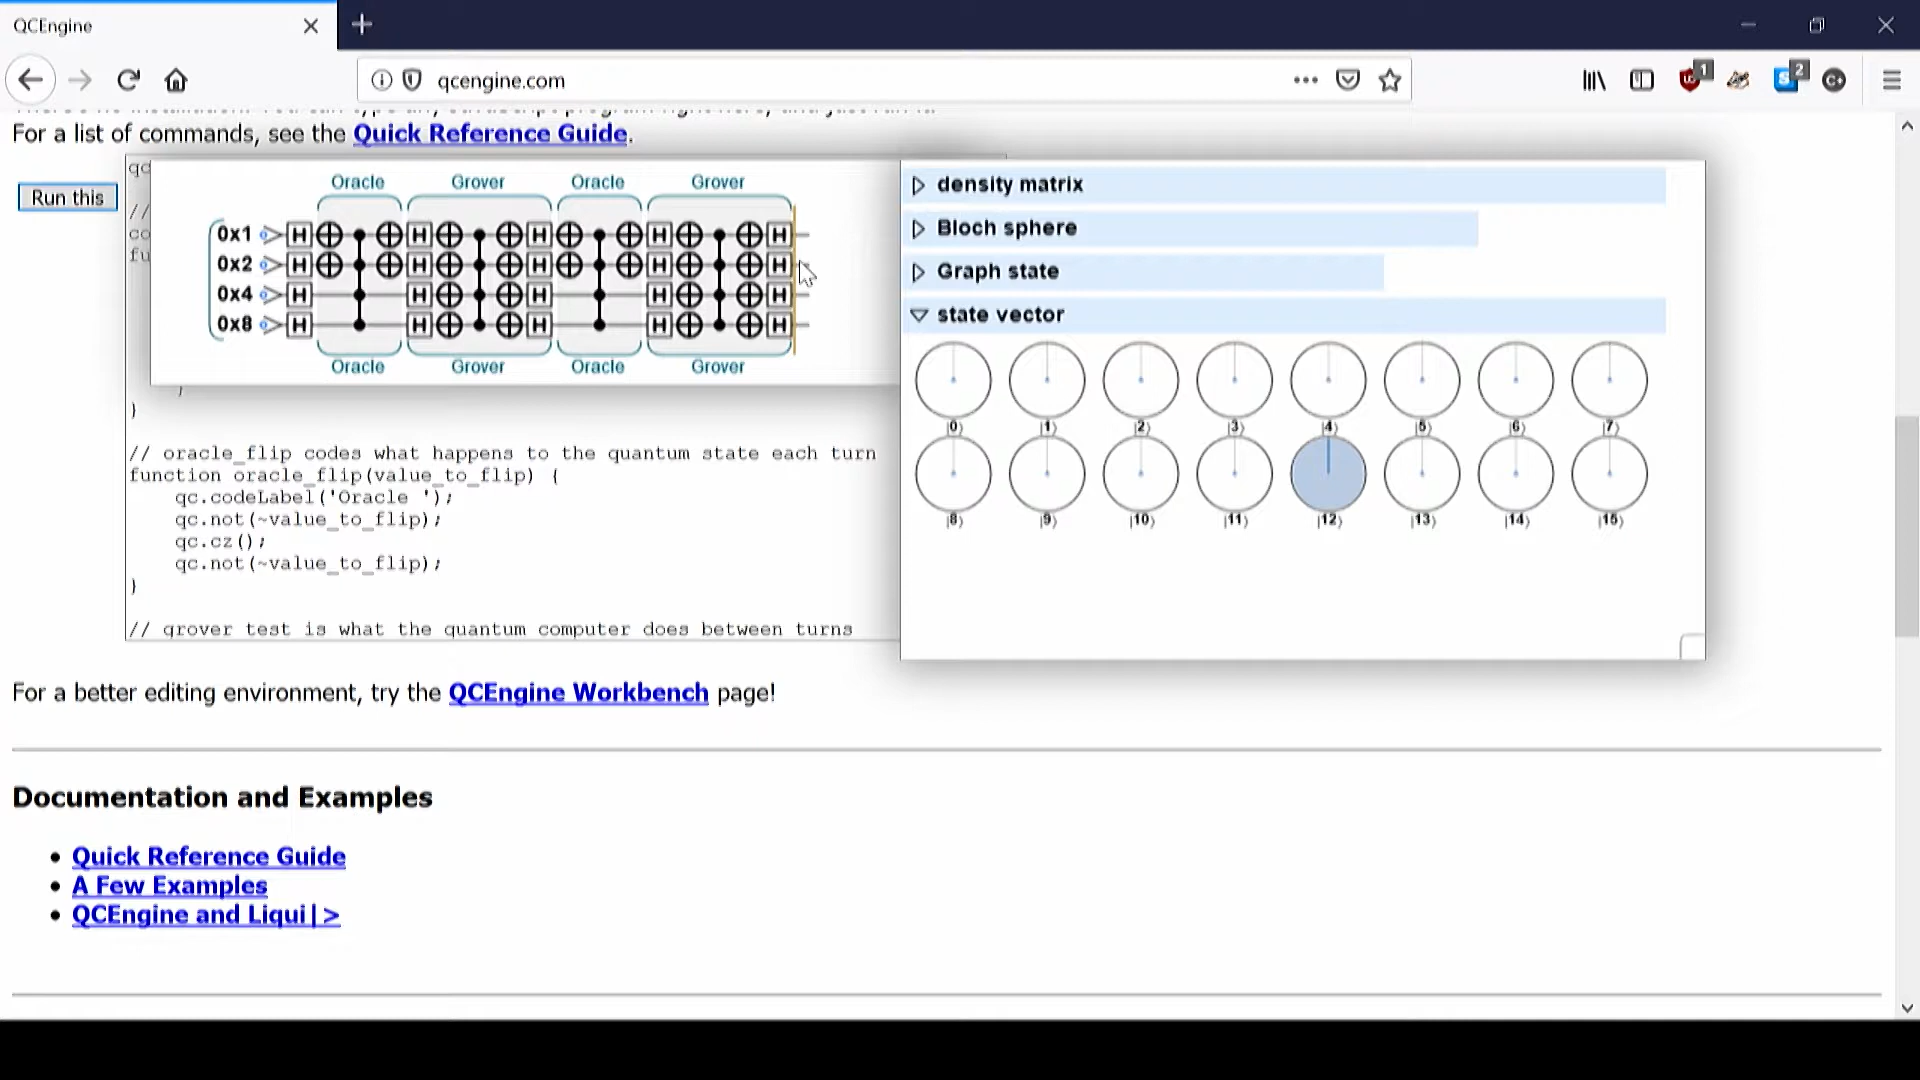 QCEngine
qcengine.com
1
2
For a list of commands, see the Quick Reference Guide.
Run this
qc
//
co
fu
Oracle Grover Oracle Grover
0x1 H H H H H
0x2 H H H H H
0x4 H H H H H
0x8 H H H H H
Oracle Grover Oracle Grover
}
}
// oracle_flip codes what happens to the quantum state each turn
function oracle_flip(value_to_flip) {
qc.codeLabel('Oracle ');
qc.not(~value_to_flip);
qc.cz();
qc.not(~value_to_flip);
}
// grover test is what the quantum computer does between turns
density matrix
Bloch sphere
Graph state
state vector
|0⟩ |1⟩ |2⟩ |3⟩ |4⟩ |5⟩ |6⟩ |7⟩
|8⟩ |9⟩ |10⟩ |11⟩ |12⟩ |13⟩ |14⟩ |15⟩
For a better editing environment, try the QCEngine Workbench page!
Documentation and Examples
• Quick Reference Guide
• A Few Examples
• QCEngine and Liqui|>